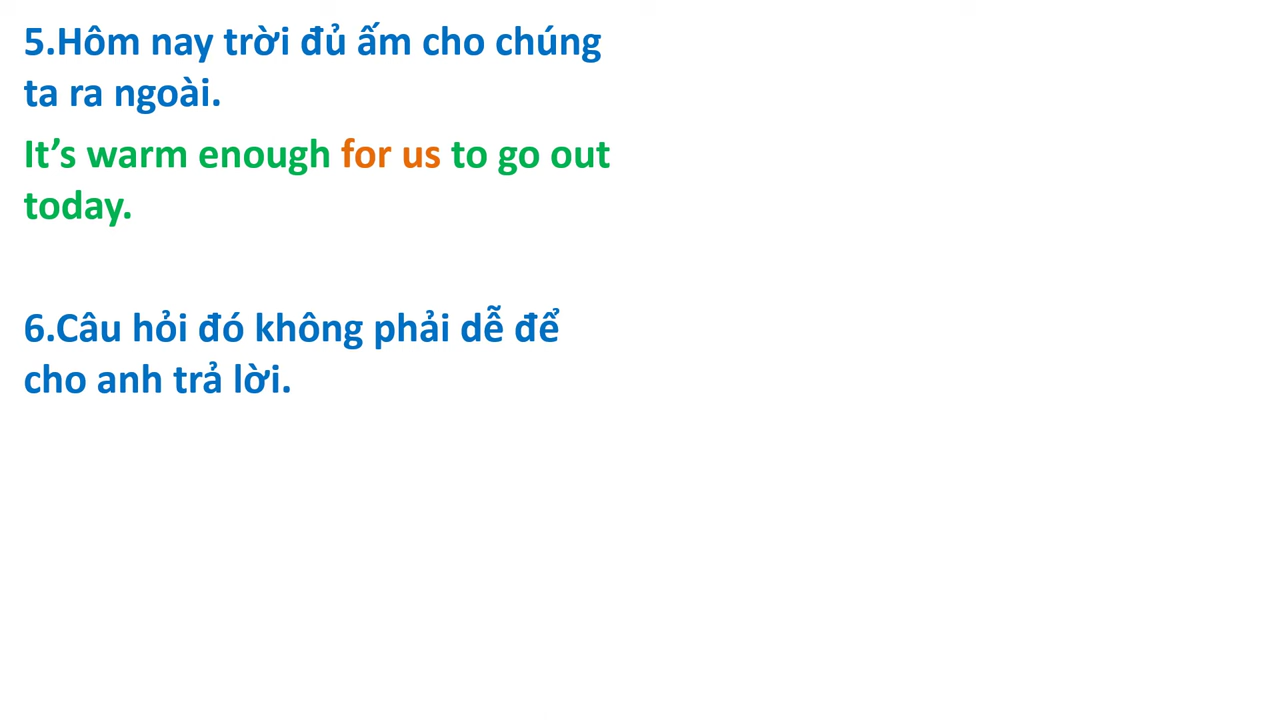 5.Hôm nay trời đủ ấm cho chúng
ta ra ngoài.
It’s warm enough for us to go out
today.
6.Câu hỏi đó không phải dễ để
cho anh trả lời.